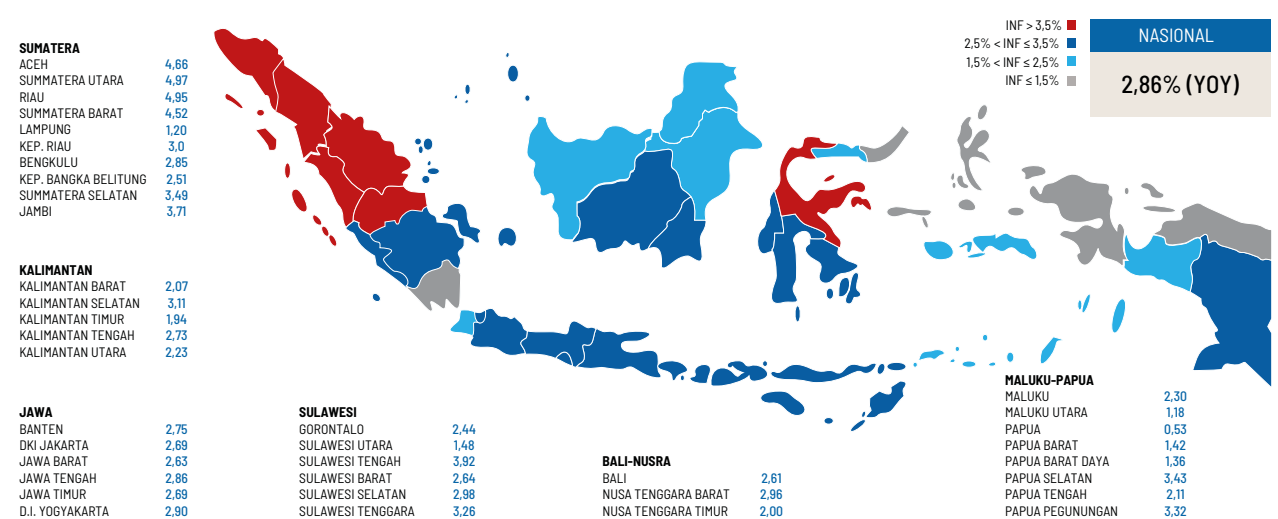 INF > 3,5%
2,5% < INF ≤ 3,5%
1,5% < INF ≤ 2,5%
INF ≤ 1,5%
NASIONAL
2,86% (YOY)
SUMATERA
ACEH 4,66
SUMMATERA UTARA 4,97
RIAU 4,95
SUMMATERA BARAT 4,52
LAMPUNG 1,20
KEP. RIAU 3,0
BENGKULU 2,85
KEP. BANGKA BELITUNG 2,51
SUMMATERA SELATAN 3,49
JAMBI 3,71
KALIMANTAN
KALIMANTAN BARAT 2,07
KALIMANTAN SELATAN 3,11
KALIMANTAN TIMUR 1,94
KALIMANTAN TENGAH 2,73
KALIMANTAN UTARA 2,23
JAWA
BANTEN 2,75
DKI JAKARTA 2,69
JAWA BARAT 2,63
JAWA TENGAH 2,86
JAWA TIMUR 2,69
D.I. YOGYAKARTA 2,90
SULAWESI
GORONTALO 2,44
SULAWESI UTARA 1,48
SULAWESI TENGAH 3,92
SULAWESI BARAT 2,64
SULAWESI SELATAN 2,98
SULAWESI TENGGARA 3,26
BALI-NUSRA
BALI 2,61
NUSA TENGGARA BARAT 2,96
NUSA TENGGARA TIMUR 2,00
MALUKU-PAPUA
MALUKU 2,30
MALUKU UTARA 1,18
PAPUA 0,53
PAPUA BARAT 1,42
PAPUA BARAT DAYA 1,36
PAPUA SELATAN 3,43
PAPUA TENGAH 2,11
PAPUA PEGUNUNGAN 3,32